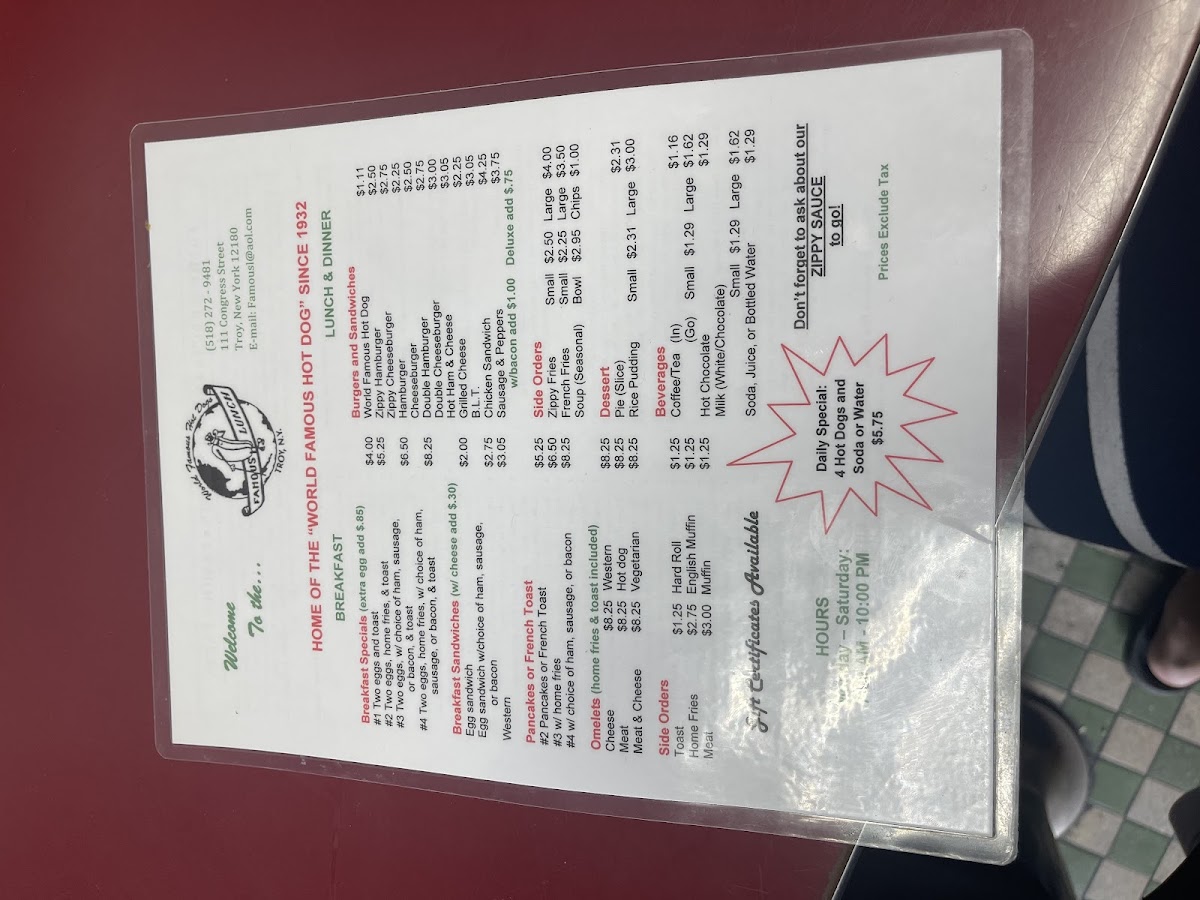 Welcome
To the...
World Famous Hot Dogs
FAMOUS LUNCH
TROY, N.Y.
(518) 272 - 9481
111 Congress Street
Troy, New York 12180
E-mail: Famousl@aol.com
HOME OF THE "WORLD FAMOUS HOT DOG" SINCE 1932
BREAKFAST
Breakfast Specials (extra egg add $.85)
#1 Two eggs and toast $4.00
#2 Two eggs, home fries, & toast $5.25
#3 Two eggs, w/ choice of ham, sausage,
or bacon, & toast $6.50
#4 Two eggs, home fries, w/ choice of ham,
sausage, or bacon, & toast $8.25
Breakfast Sandwiches (w/ cheese add $.30)
Egg sandwich $2.00
Egg sandwich w/choice of ham, sausage,
or bacon $2.75
Western $3.05
Pancakes or French Toast
#2 Pancakes or French Toast $5.25
#3 w/ home fries $6.50
#4 w/ choice of ham, sausage, or bacon $8.25
Omelets (home fries & toast included)
Cheese $8.25 Western $8.25
Meat $8.25 Hot dog $8.25
Meat & Cheese $8.25 Vegetarian $8.25
Side Orders
Toast $1.25 Hard Roll $1.25
Home Fries $2.75 English Muffin $1.25
Meat $3.00 Muffin $1.25
Gift Certificates Available
HOURS
– Saturday:
AM - 10:00 PM
LUNCH & DINNER
Burgers and Sandwiches
World Famous Hot Dog $1.11
Zippy Hamburger $2.50
Zippy Cheeseburger $2.75
Hamburger $2.25
Cheeseburger $2.50
Double Hamburger $2.75
Double Cheeseburger $3.00
Hot Ham & Cheese $3.05
Grilled Cheese $2.25
B.L.T. $3.05
Chicken Sandwich $4.25
Sausage & Peppers $3.75
w/bacon add $1.00 Deluxe add $.75
Side Orders
Zippy Fries Small $2.50 Large $4.00
French Fries Small $2.25 Large $3.50
Soup (Seasonal) Bowl $2.95 Chips $1.00
Dessert
Pie (Slice) $2.31
Rice Pudding Small $2.31 Large $3.00
Beverages
Coffee/Tea (In) $1.16
(Go) Small $1.29 Large $1.62
Hot Chocolate $1.29
Milk (White/Chocolate)
Small $1.29 Large $1.62
Soda, Juice, or Bottled Water $1.29
Daily Special:
4 Hot Dogs and
Soda or Water
$5.75
Don't forget to ask about our
ZIPPY SAUCE
to go!
Prices Exclude Tax